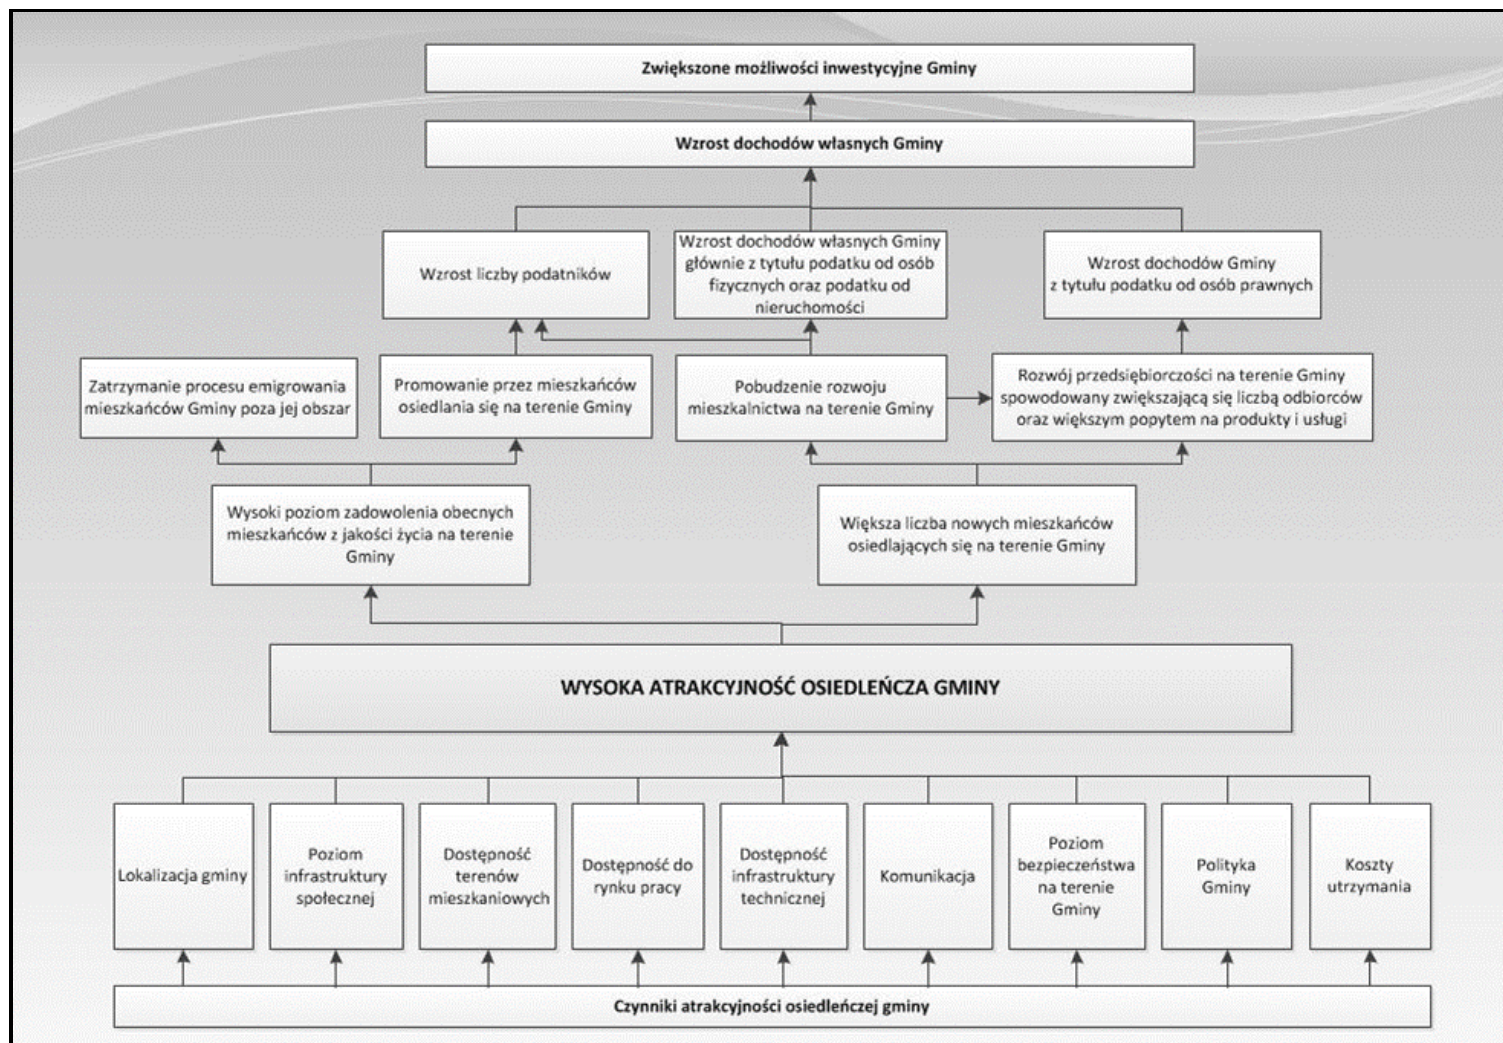 Zwiększone możliwości inwestycyjne Gminy
Wzrost dochodów własnych Gminy
Wzrost liczby podatników
Wzrost dochodów własnych Gminy
głównie z tytułu podatku od osób
fizycznych oraz podatku od
nieruchomości
Wzrost dochodów Gminy
z tytułu podatku od osób prawnych
Zatrzymanie procesu emigrowania
mieszkańców Gminy poza jej obszar
Promowanie przez mieszkańców
osiedlania się na terenie Gminy
Pobudzenie rozwoju
mieszkalnictwa na terenie Gminy
Rozwój przedsiębiorczości na terenie Gminy
spowodowany zwiększającą się liczbą odbiorców
oraz większym popytem na produkty i usługi
Wysoki poziom zadowolenia obecnych
mieszkańców z jakości życia na terenie
Gminy
Większa liczba nowych mieszkańców
osiedlających się na terenie Gminy
WYSOKA ATRAKCYJNOŚĆ OSIEDLEŃCZA GMINY
Lokalizacja gminy
Poziom
infrastruktury
społecznej
Dostępność
terenów
mieszkaniowych
Dostępność do
rynku pracy
Dostępność
infrastruktury
technicznej
Komunikacja
Poziom
bezpieczeństwa
na terenie
Gminy
Polityka
Gminy
Koszty
utrzymania
Czynniki atrakcyjności osiedleńczej gminy